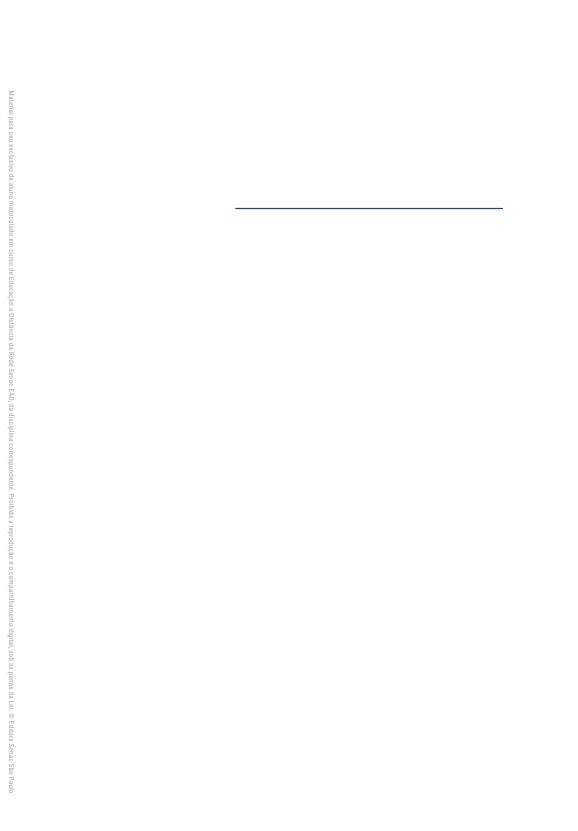 Material para uso exclusivo de aluno matriculado em curso de Educação a Distância da Rede Senac EAD, da disciplina correspondente. Proibida a reprodução e o compartilhamento digital, sob as penas da Lei. © Editora Senac São Paulo.